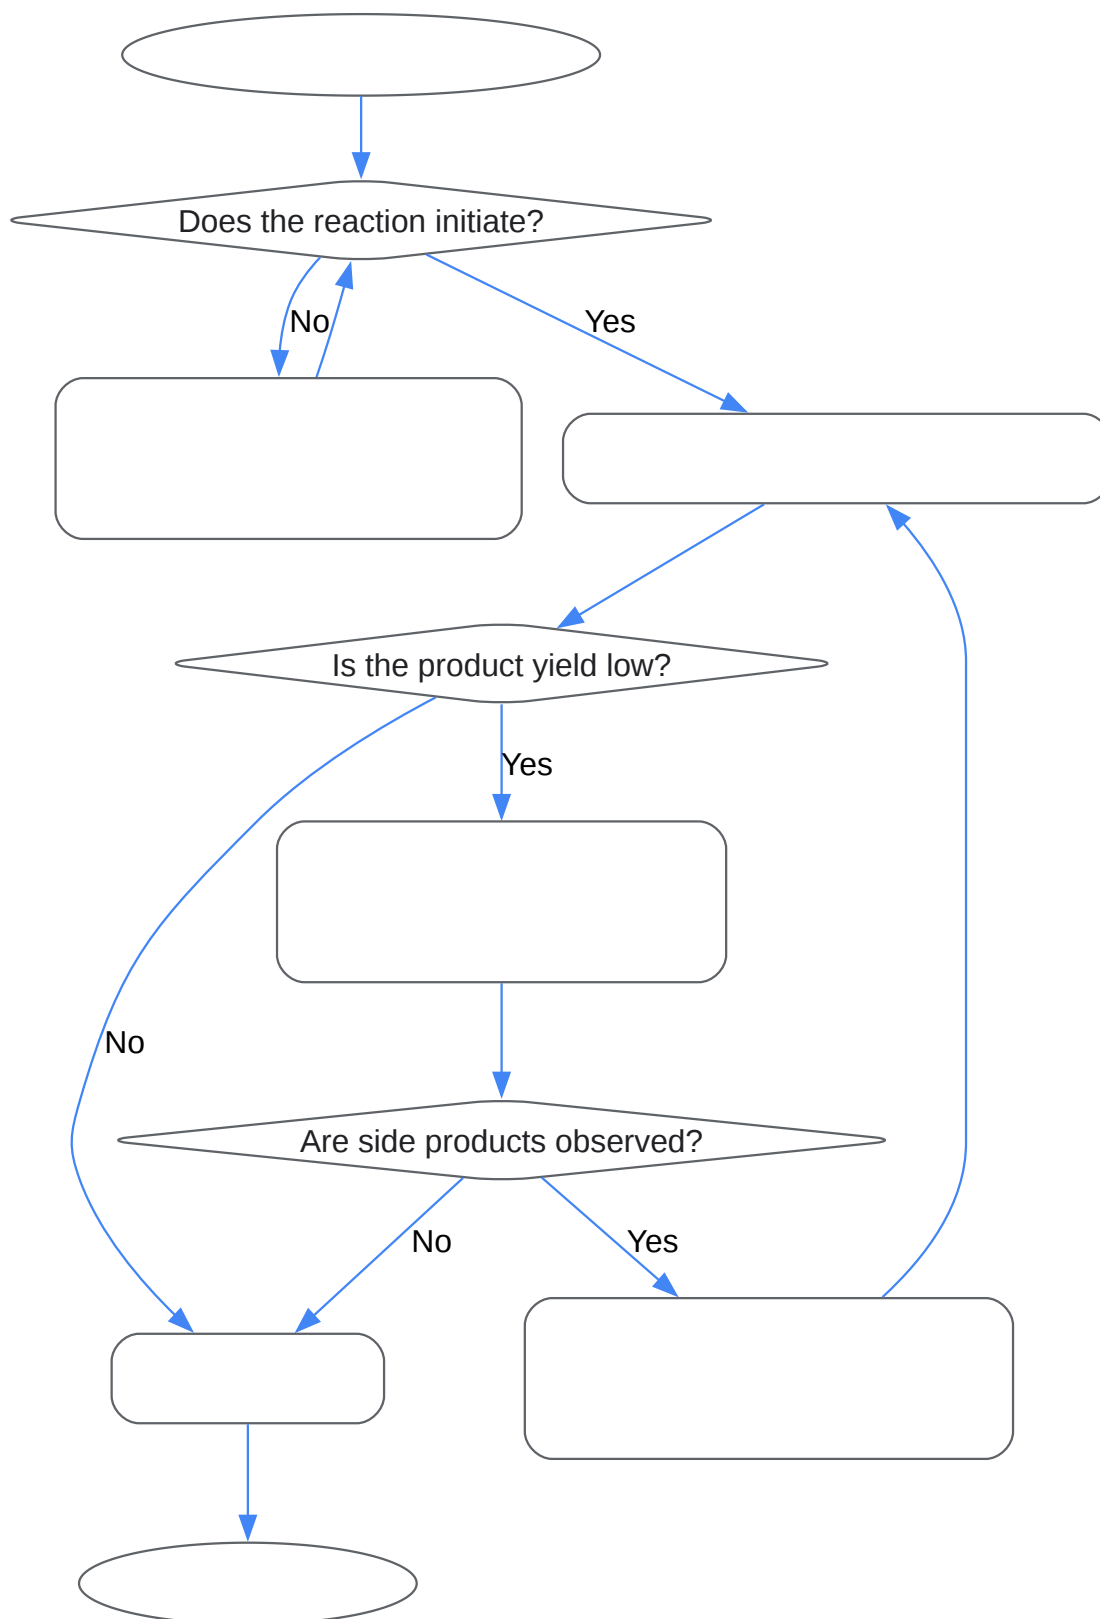 Does the reaction initiate?
No
Yes
Is the product yield low?
Yes
No
Are side products observed?
No
Yes